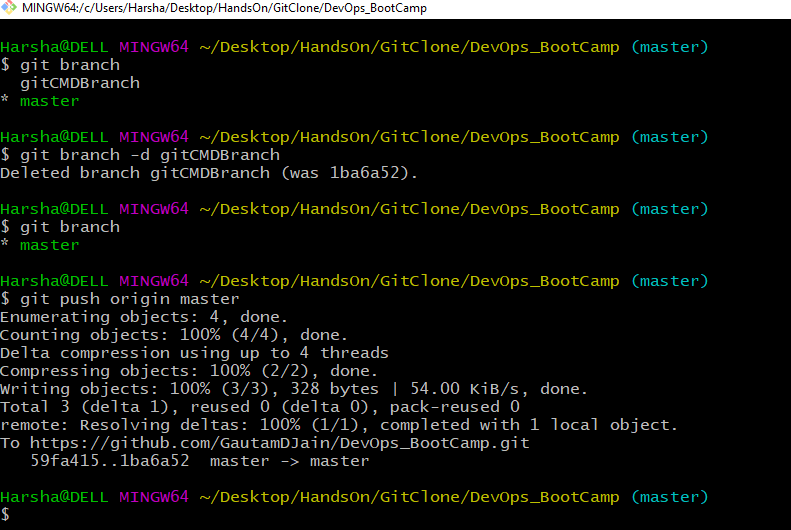 MINGW64:/c/Users/Harsha/Desktop/HandsOn/GitClone/DevOps_BootCamp
Harsha@DELL MINGW64 ~/Desktop/HandsOn/GitClone/DevOps_BootCamp (master)
$ git branch
  gitCMDBranch
* master
Harsha@DELL MINGW64 ~/Desktop/HandsOn/GitClone/DevOps_BootCamp (master)
$ git branch -d gitCMDBranch
Deleted branch gitCMDBranch (was 1ba6a52).
Harsha@DELL MINGW64 ~/Desktop/HandsOn/GitClone/DevOps_BootCamp (master)
$ git branch
* master
Harsha@DELL MINGW64 ~/Desktop/HandsOn/GitClone/DevOps_BootCamp (master)
$ git push origin master
Enumerating objects: 4, done.
Counting objects: 100% (4/4), done.
Delta compression using up to 4 threads
Compressing objects: 100% (2/2), done.
Writing objects: 100% (3/3), 328 bytes | 54.00 KiB/s, done.
Total 3 (delta 1), reused 0 (delta 0), pack-reused 0
remote: Resolving deltas: 100% (1/1), completed with 1 local object.
To https://github.com/GautamDJain/DevOps_BootCamp.git
   59fa415..1ba6a52  master -> master
Harsha@DELL MINGW64 ~/Desktop/HandsOn/GitClone/DevOps_BootCamp (master)
$